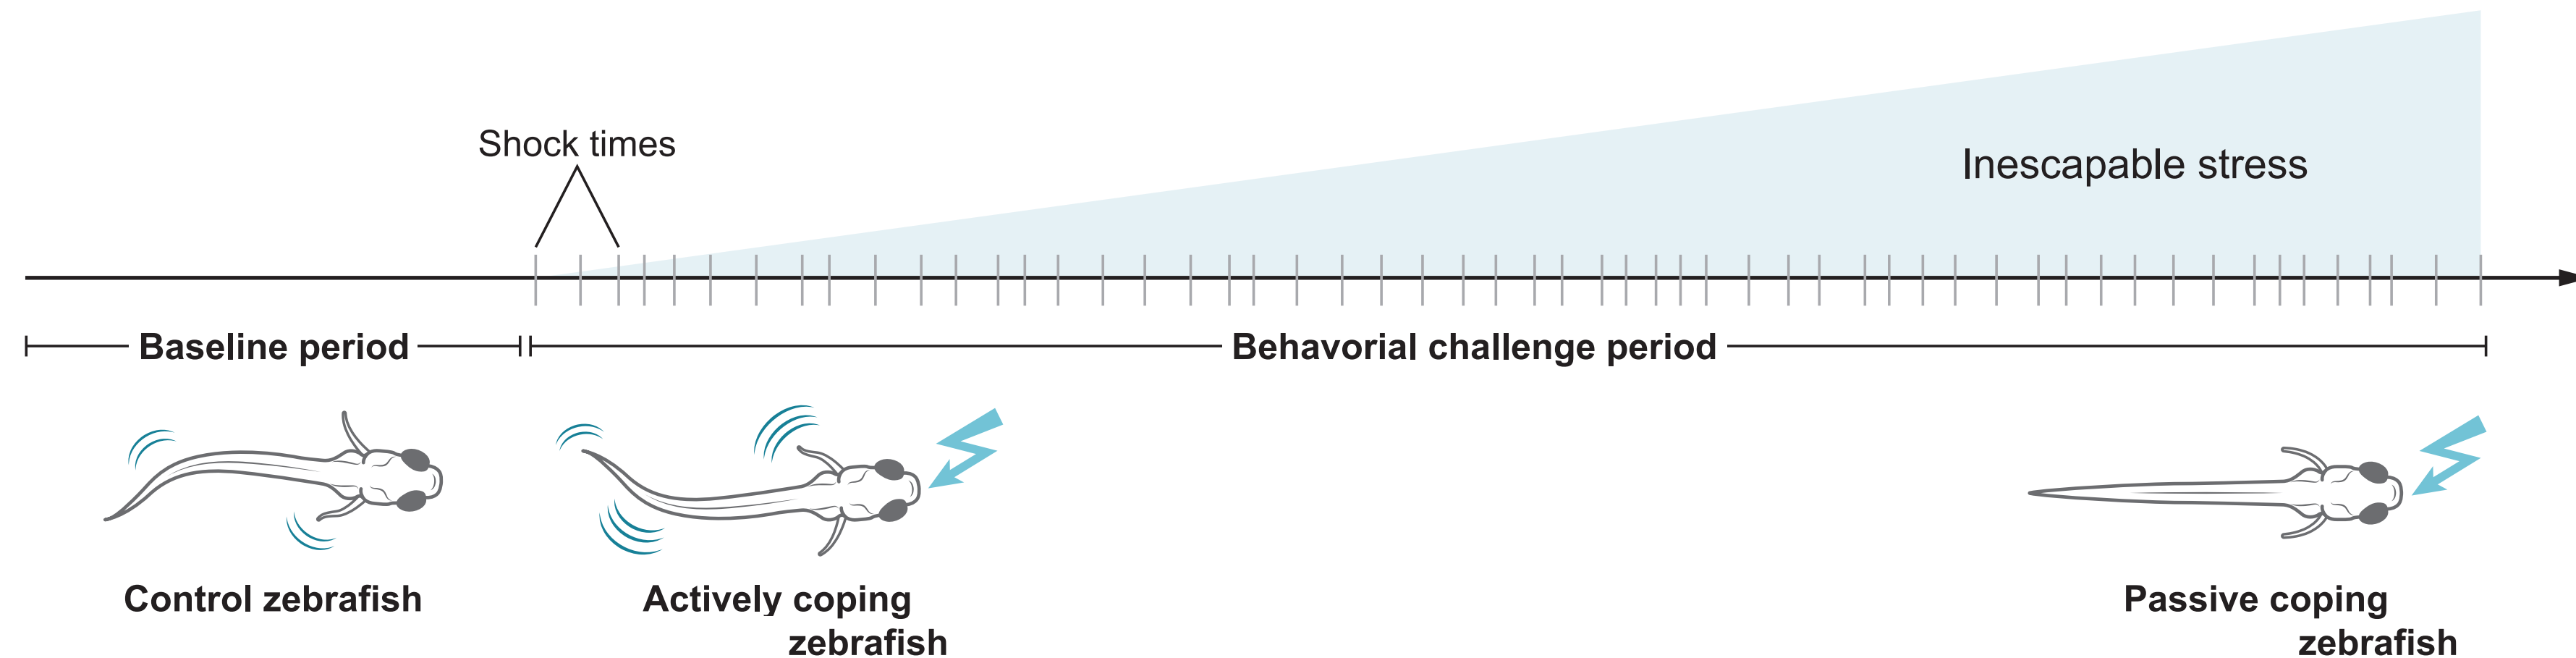 Shock times
Inescapable stress
Baseline period
Behavorial challenge period
Control zebrafish
Actively coping
zebrafish
Passive coping
zebrafish